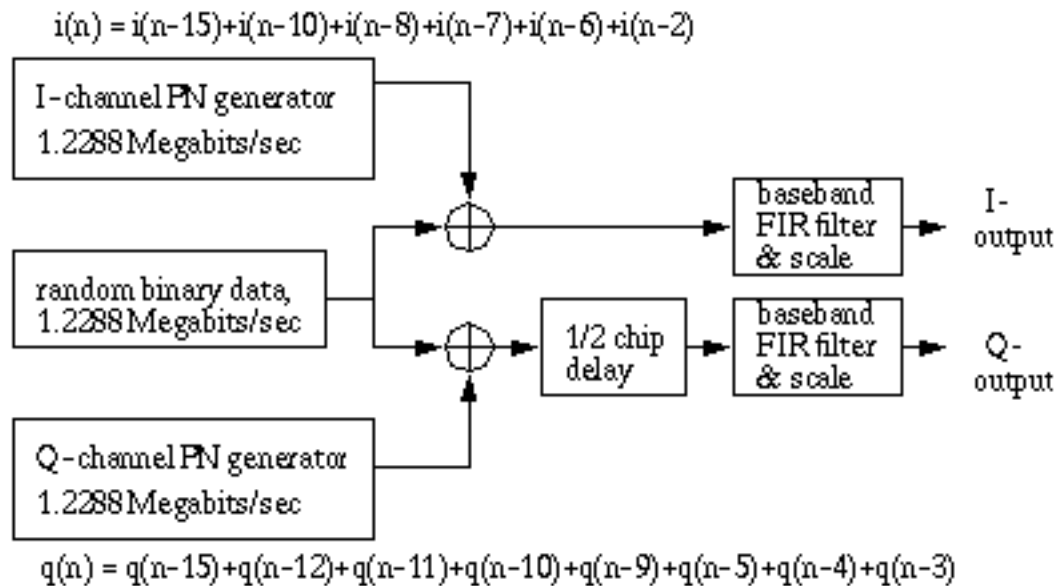 i(n) = i(n-15)+i(n-10)+i(n-8)+i(n-7)+i(n-6)+i(n-2)
I-channel PN generator
1.2288 Megabits/sec
random binary data,
1.2288 Megabits/sec
baseband
FIR filter
& scale
I-
output
1/2 chip
delay
baseband
FIR filter
& scale
Q-
output
Q-channel PN generator
1.2288 Megabits/sec
q(n) = q(n-15)+q(n-12)+q(n-11)+q(n-10)+q(n-9)+q(n-5)+q(n-4)+q(n-3)